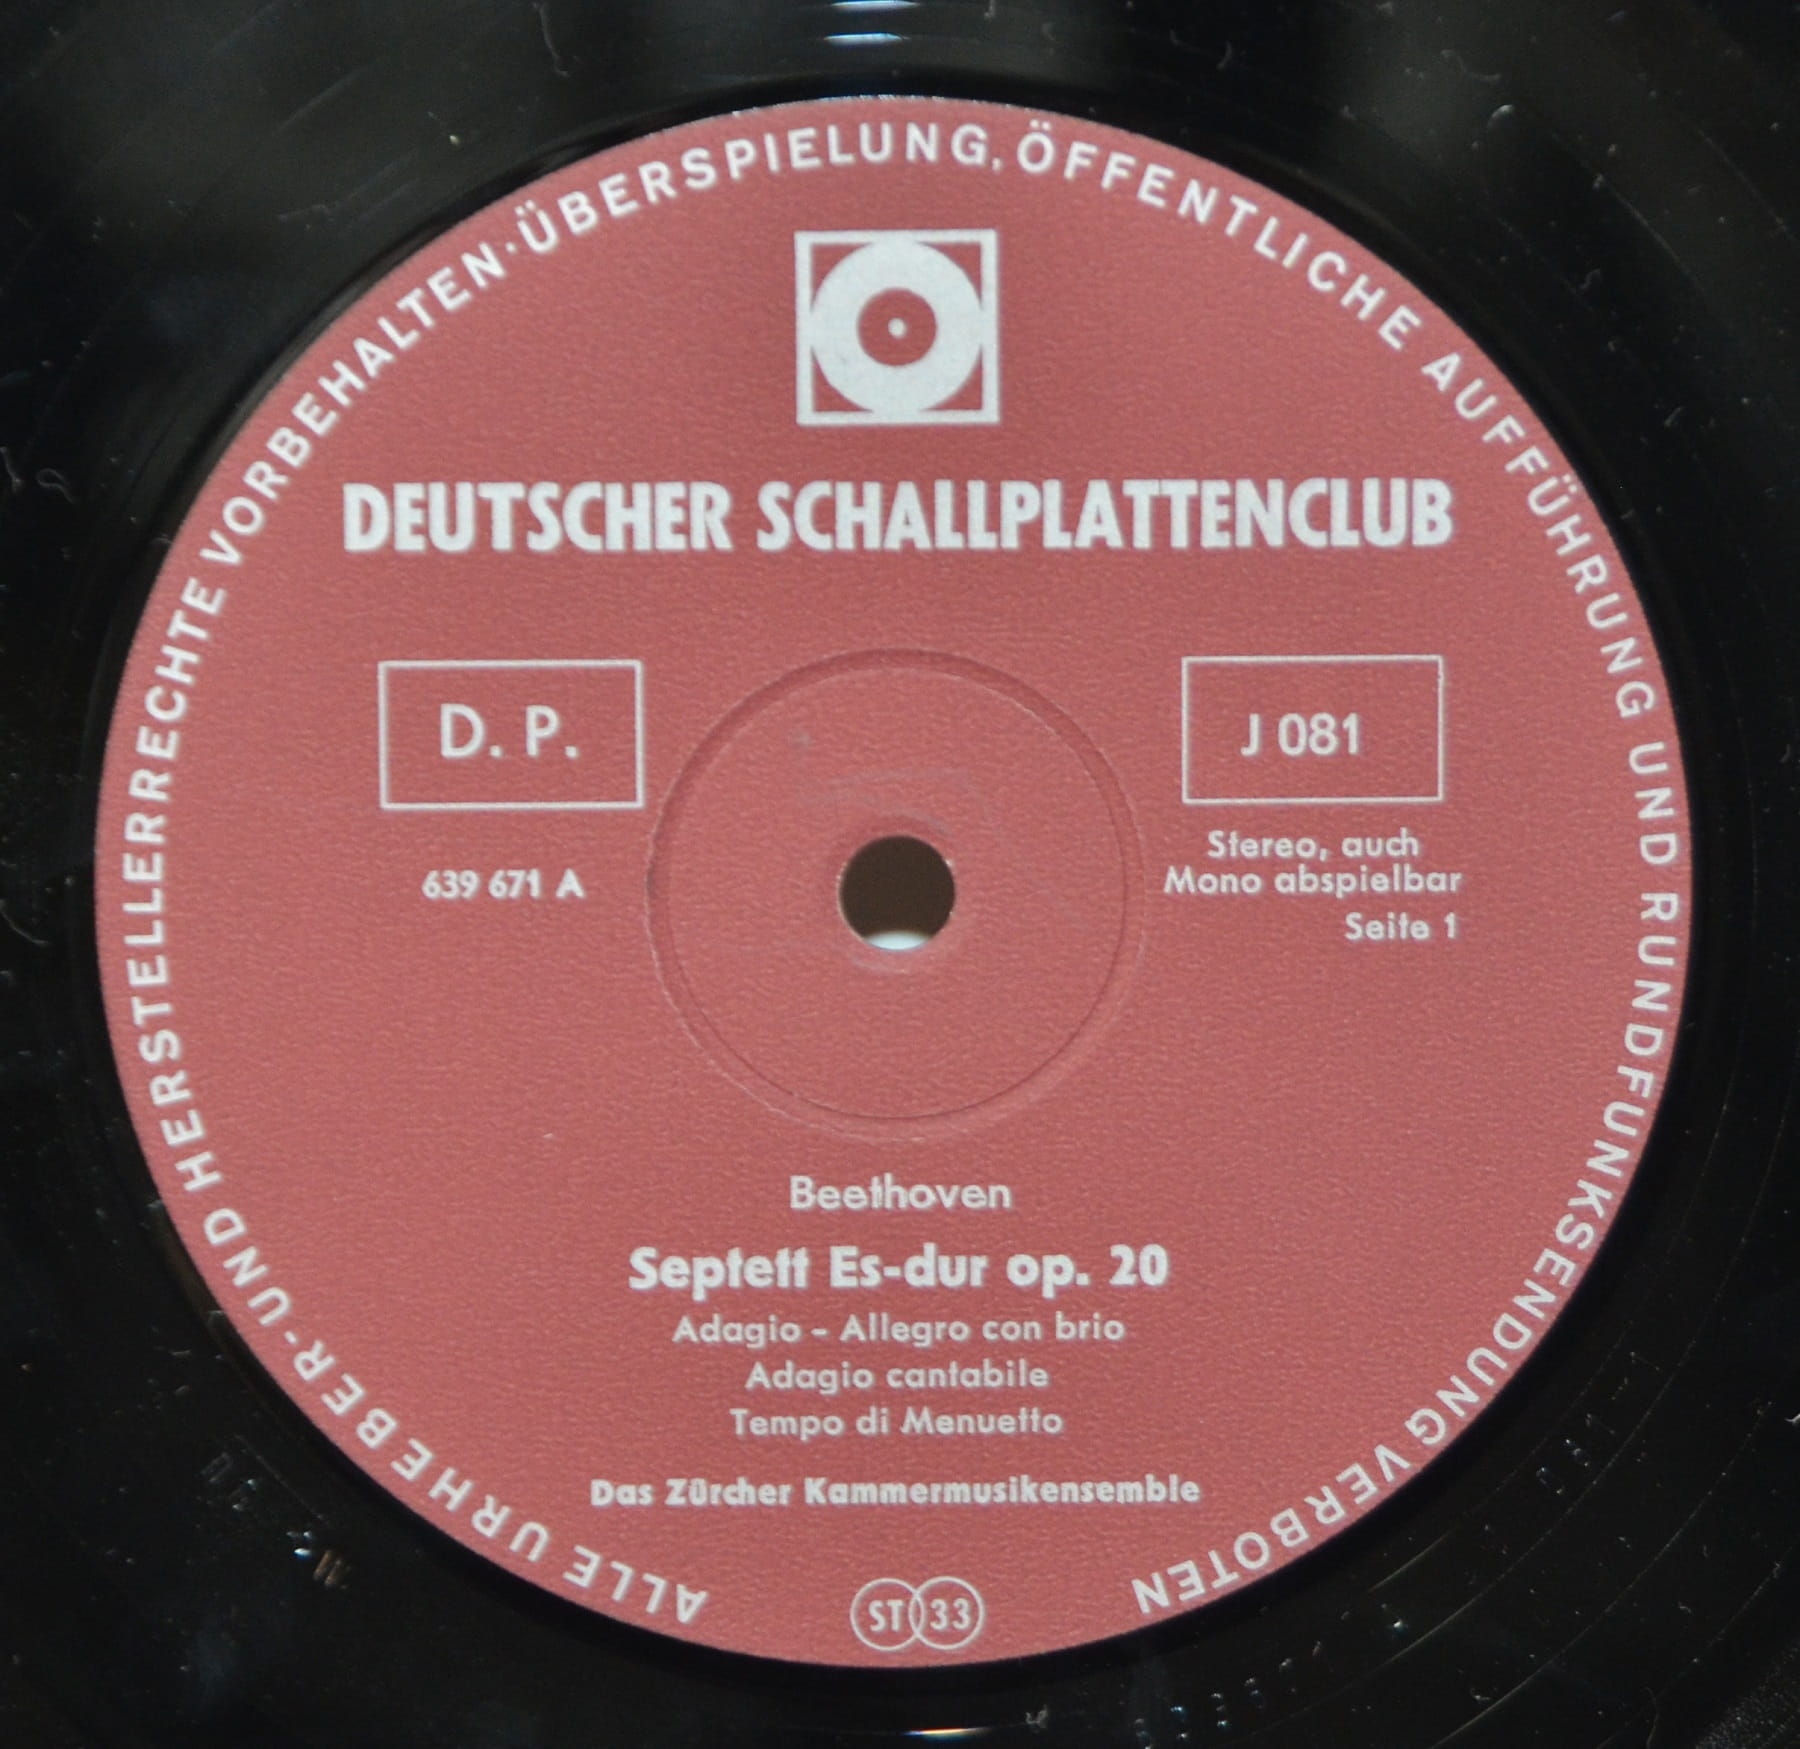 ALLE URHEBER- UND HERSTELLERRECHTE VORBEHALTEN · ÜBERSPIELUNG, ÖFFENTLICHE AUFFÜHRUNG UND RUNDFUNKSENDUNG VERBOTEN
DEUTSCHER SCHALLPLATTENCLUB
D. P.
J 081
639 671 A
Stereo, auch
Mono abspielbar
Seite 1
Beethoven
Septett Es-dur op. 20
Adagio - Allegro con brio
Adagio cantabile
Tempo di Menuetto
Das Zürcher Kammermusikensemble
ST 33